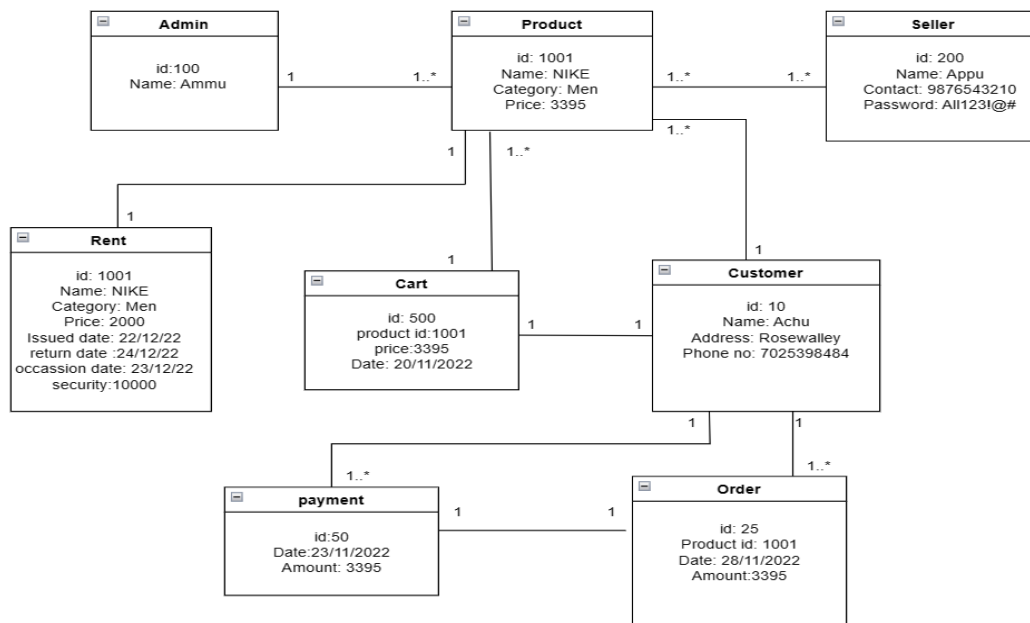 Admin
id:100
Name: Ammu
Product
id: 1001
Name: NIKE
Category: Men
Price: 3395
Seller
id: 200
Name: Appu
Contact: 9876543210
Password: All123!@#
1
1..*
1..*
1..*
1
1..*
1..*
1
Rent
id: 1001
Name: NIKE
Category: Men
Price: 2000
Issued date: 22/12/22
return date :24/12/22
occassion date: 23/12/22
security:10000
1
Cart
id: 500
product id:1001
price:3395
Date: 20/11/2022
1
Customer
id: 10
Name: Achu
Address: Rosewalley
Phone no: 7025398484
1
1
1
1
1..*
1..*
payment
id:50
Date:23/11/2022
Amount: 3395
1
1
Order
id: 25
Product id: 1001
Date: 28/11/2022
Amount:3395